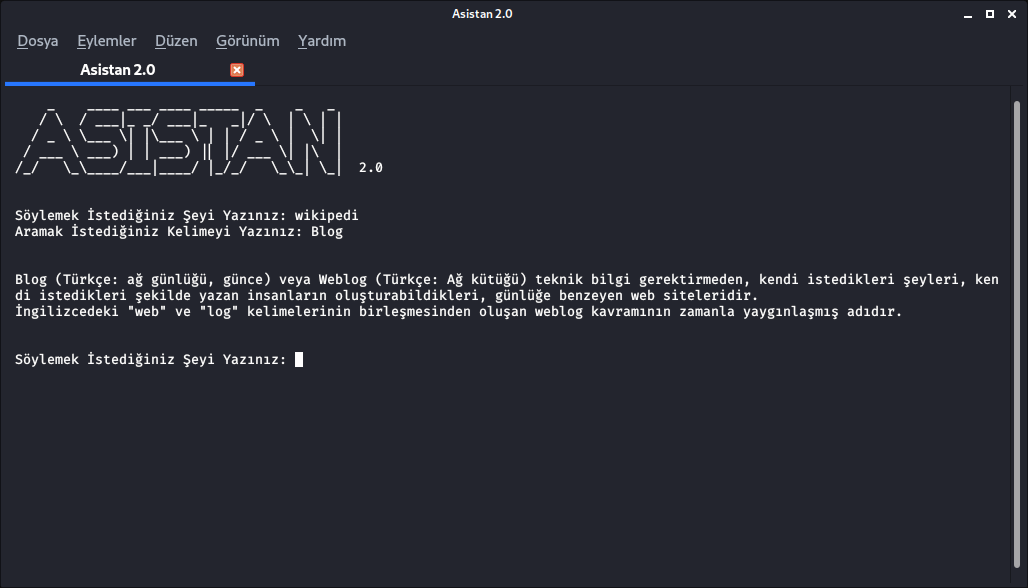 Asistan 2.0
Dosya Eylemler Düzen Görünüm Yardım
Asistan 2.0
ASISTAN 2.0
Söylemek İstediğiniz Şeyi Yazınız: wikipedi
Aramak İstediğiniz Kelimeyi Yazınız: Blog
Blog (Türkçe: ağ günlüğü, günce) veya Weblog (Türkçe: Ağ kütüğü) teknik bilgi gerektirmeden, kendi istedikleri şeyleri, ken
di istedikleri şekilde yazan insanların oluşturabildikleri, günlüğe benzeyen web siteleridir.
İngilizcedeki "web" ve "log" kelimelerinin birleşmesinden oluşan weblog kavramının zamanla yaygınlaşmış adıdır.
Söylemek İstediğiniz Şeyi Yazınız: